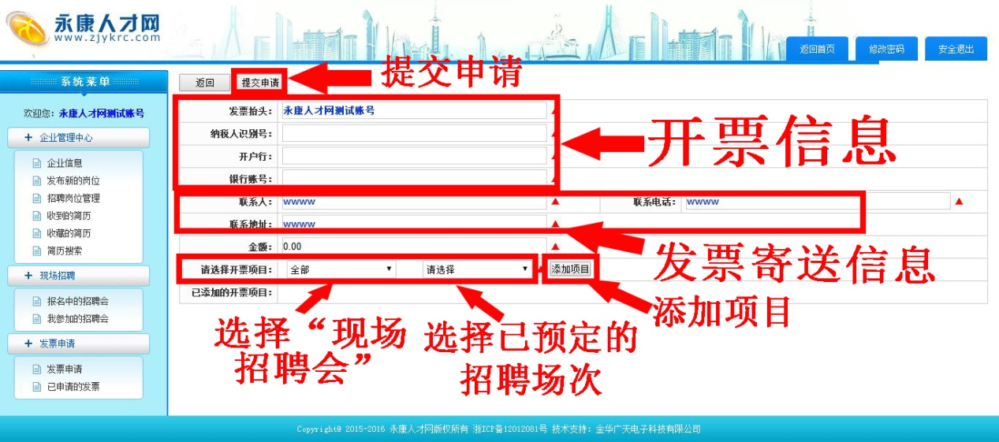 永康人才网
www.zjykrc.com
返回首页 修改密码 安全退出
系统菜单
欢迎您：永康人才网测试账号
+ 企业管理中心
企业信息
发布新的岗位
招聘岗位管理
收到的简历
收藏的简历
简历搜索
+ 现场招聘
报名中的招聘会
我参加的招聘会
+ 发票申请
发票申请
已申请的发票
返回 提交申请 提交申请
发票抬头： 永康人才网测试账号
纳税人识别号：
开户行：
银行账号：
开票信息
联系人： wwww 联系电话： wwww
联系地址： wwww
发票寄送信息
金额： 0.00
请选择开票项目： 全部 请选择 添加项目
已添加的开票项目：
添加项目
选择“现场
招聘会”
选择已预定的
招聘场次
Copyright© 2015-2016 永康人才网版权所有 浙ICP备12012081号 技术支持：金华广天电子科技有限公司